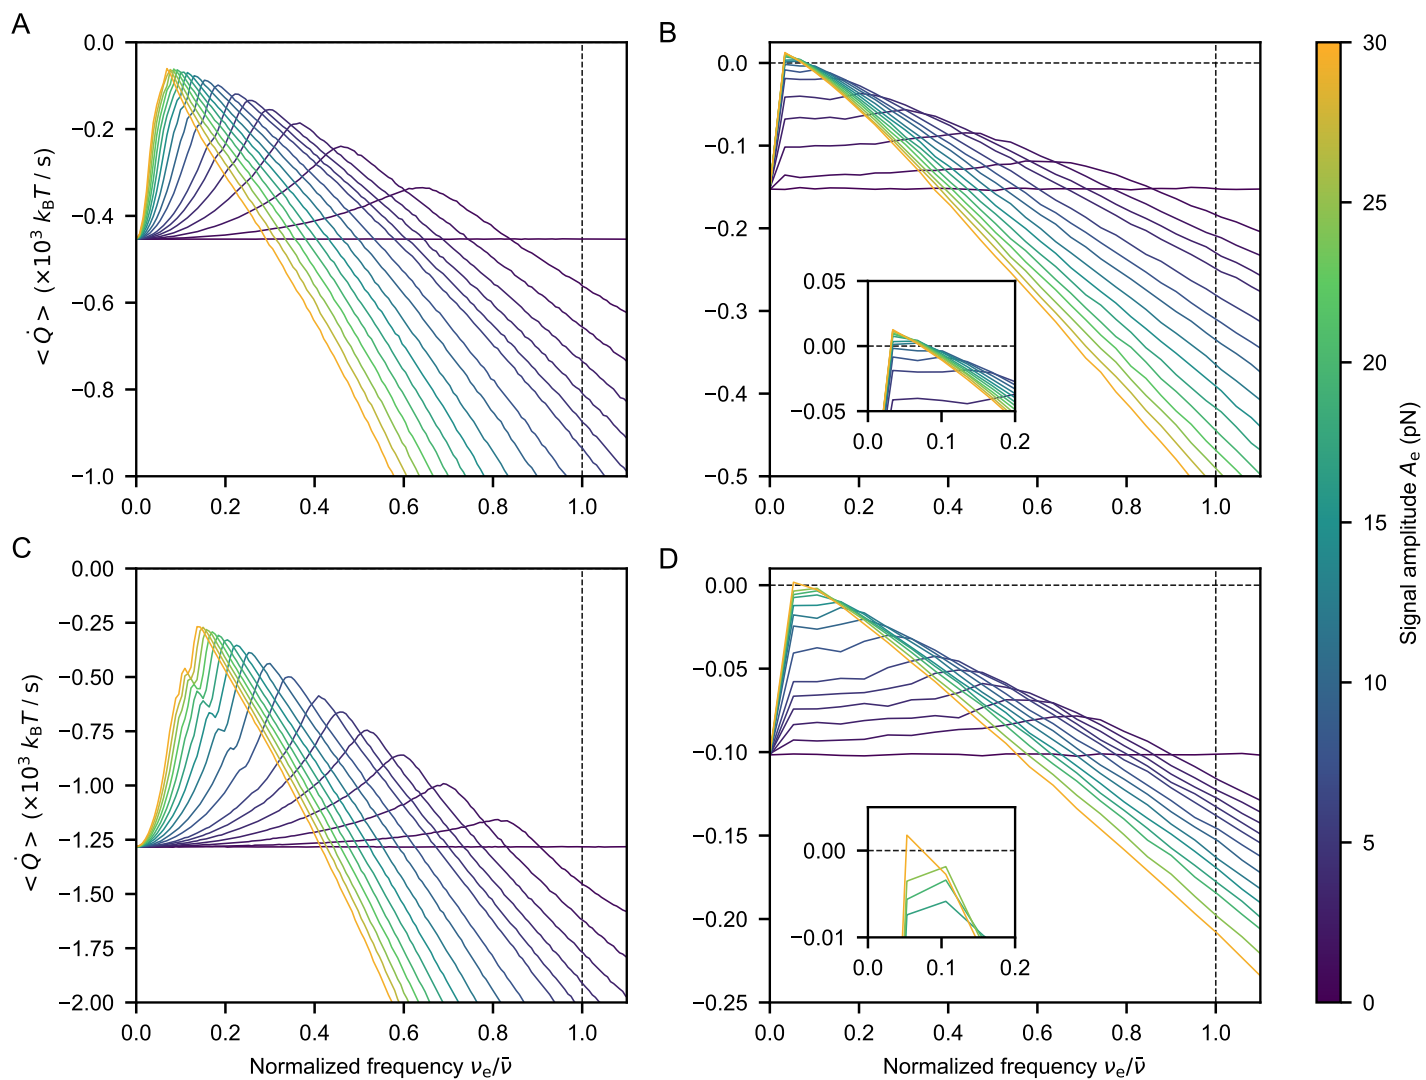 A
0.0
−0.2
−0.4
−0.6
−0.8
−1.0
0.0 0.2 0.4 0.6 0.8 1.0
< Q̇ > (×10³ k_BT / s)
B
0.0
−0.1
−0.2
−0.3
−0.4
−0.5
0.0 0.2 0.4 0.6 0.8 1.0
0.05
0.00
−0.05
0.0 0.1 0.2
C
0.00
−0.25
−0.50
−0.75
−1.00
−1.25
−1.50
−1.75
−2.00
0.0 0.2 0.4 0.6 0.8 1.0
< Q̇ > (×10³ k_BT / s)
Normalized frequency ν_e/ν̄
D
0.00
−0.05
−0.10
−0.15
−0.20
−0.25
0.0 0.2 0.4 0.6 0.8 1.0
0.00
−0.01
0.0 0.1 0.2
Normalized frequency ν_e/ν̄
30
25
20
15
10
5
0
Signal amplitude A_e (pN)